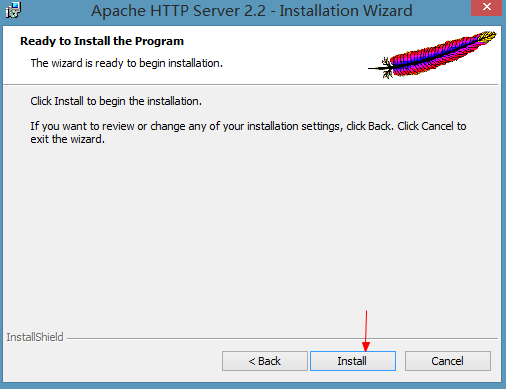 Apache HTTP Server 2.2 - Installation Wizard
Ready to Install the Program
The wizard is ready to begin installation.
Click Install to begin the installation.
If you want to review or change any of your installation settings, click Back. Click Cancel to
exit the wizard.
InstallShield
< Back
Install
Cancel